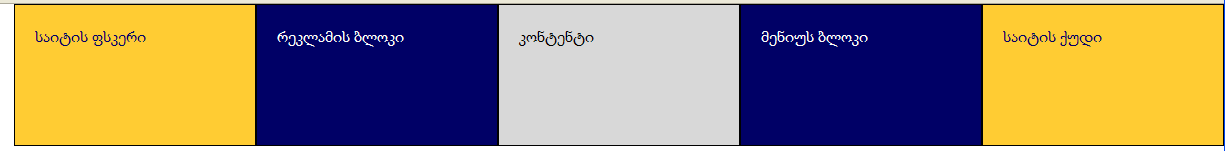 საიტის ფსკერი
რეკლამის ბლოკი
კონტენტი
მენიუს ბლოკი
საიტის ქუდი